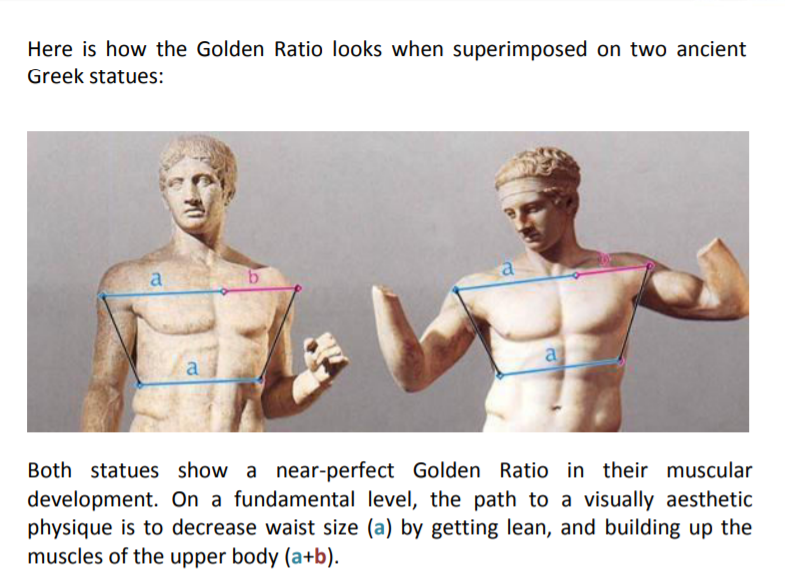 Here is how the Golden Ratio looks when superimposed on two ancient
Greek statues:
a
b
a
a
b
a
Both statues show a near-perfect Golden Ratio in their muscular
development. On a fundamental level, the path to a visually aesthetic
physique is to decrease waist size (a) by getting lean, and building up the
muscles of the upper body (a+b).